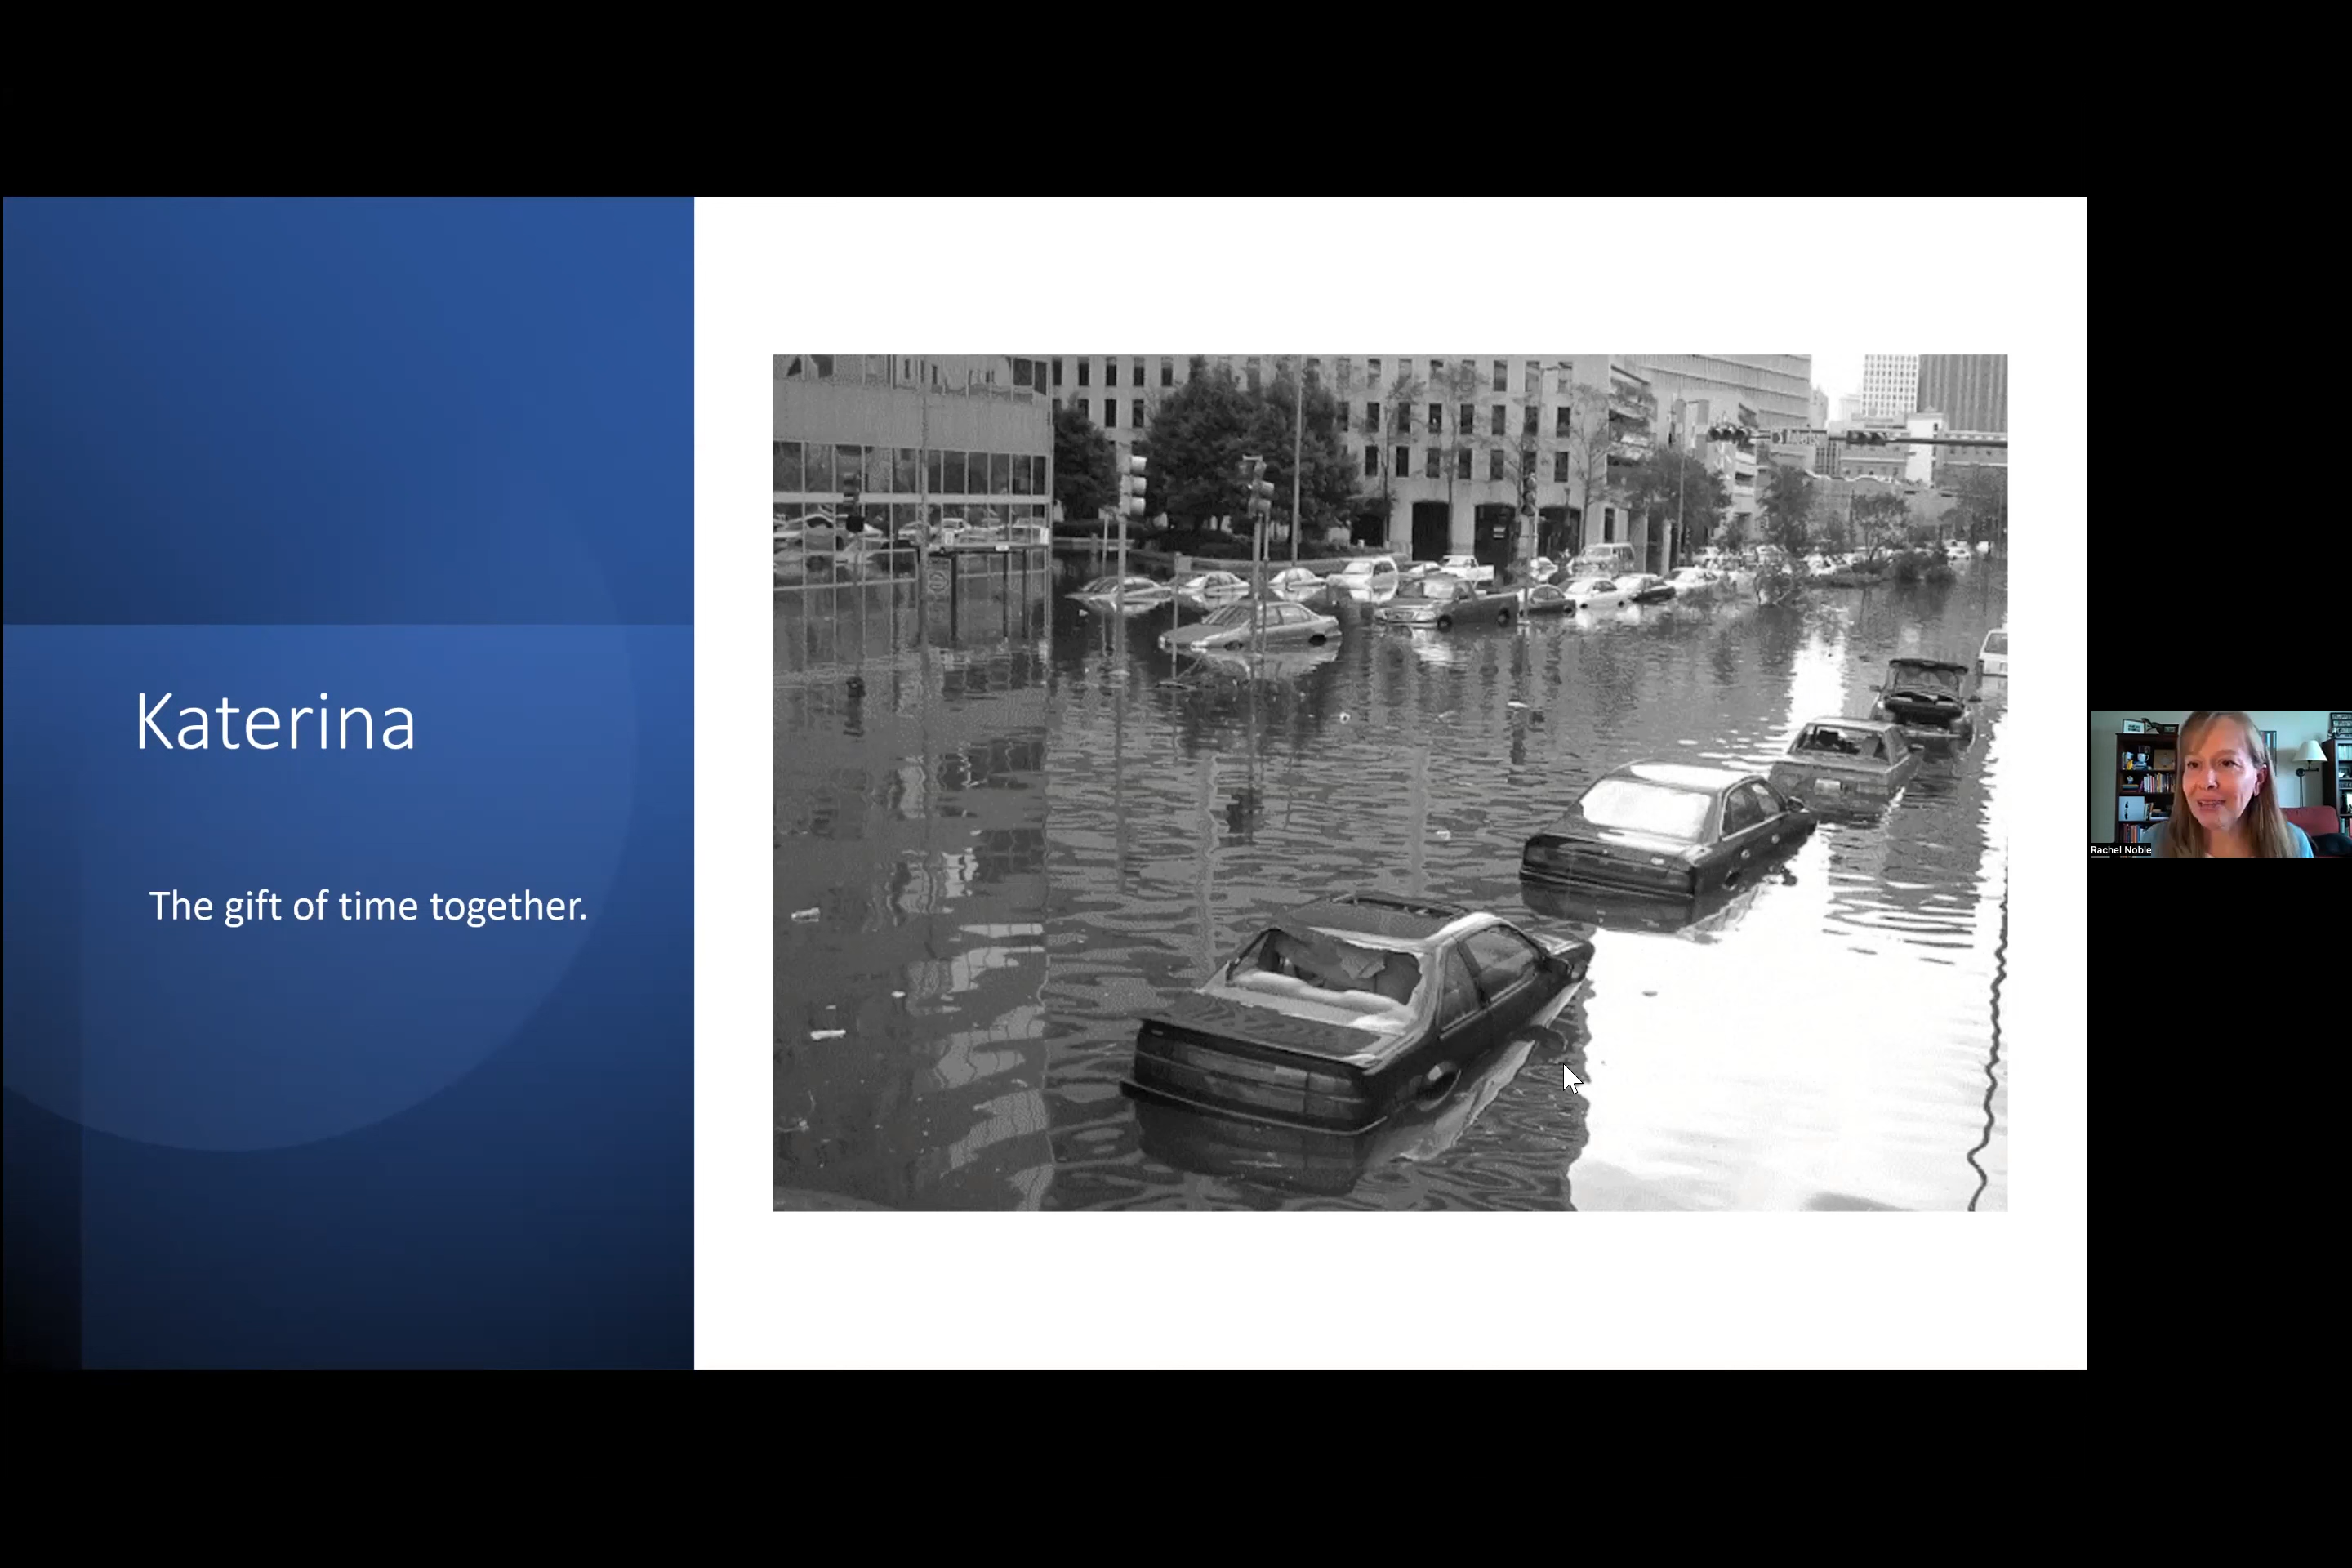 Katerina
The gift of time together.
Rachel Noble